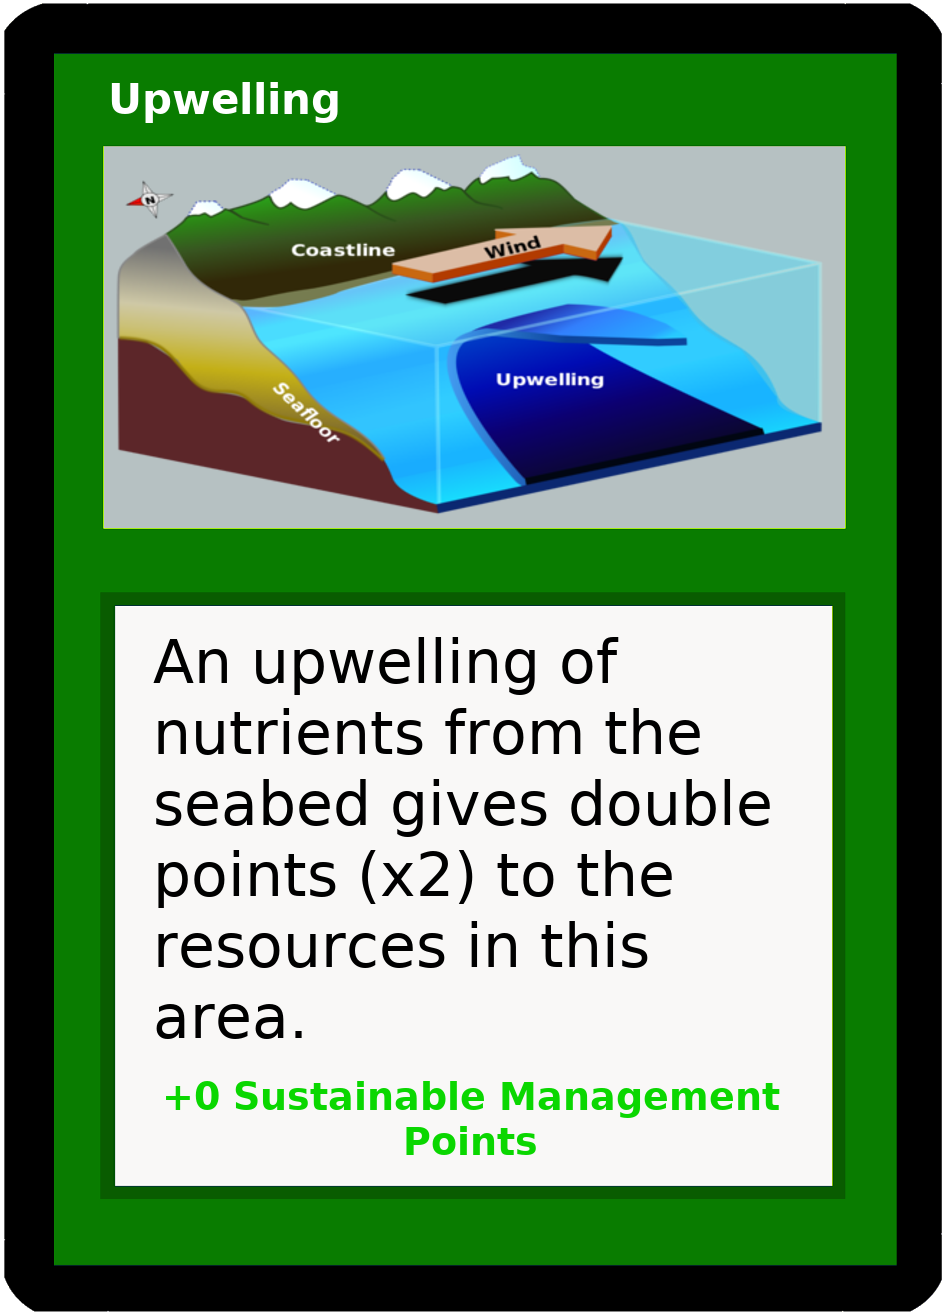 Upwelling
N
Coastline
Wind
Upwelling
Seafloor
An upwelling of
nutrients from the
seabed gives double
points (x2) to the
resources in this
area.
+0 Sustainable Management
Points